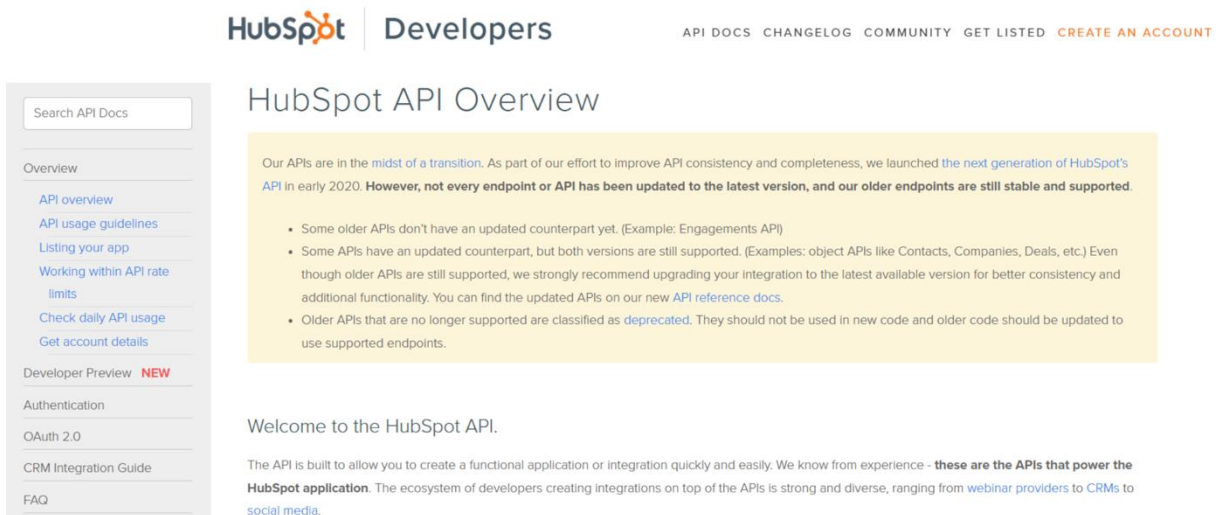 HubSpot Developers
API DOCS CHANGELOG COMMUNITY GET LISTED CREATE AN ACCOUNT
Search API Docs
Overview
API overview
API usage guidelines
Listing your app
Working within API rate
limits
Check daily API usage
Get account details
Developer Preview NEW
Authentication
OAuth 2.0
CRM Integration Guide
FAQ
HubSpot API Overview
Our APIs are in the midst of a transition. As part of our effort to improve API consistency and completeness, we launched the next generation of HubSpot's
API in early 2020. However, not every endpoint or API has been updated to the latest version, and our older endpoints are still stable and supported.
• Some older APIs don't have an updated counterpart yet. (Example: Engagements API)
• Some APIs have an updated counterpart, but both versions are still supported. (Examples: object APIs like Contacts, Companies, Deals, etc.) Even
though older APIs are still supported, we strongly recommend upgrading your integration to the latest available version for better consistency and
additional functionality. You can find the updated APIs on our new API reference docs.
• Older APIs that are no longer supported are classified as deprecated. They should not be used in new code and older code should be updated to
use supported endpoints.
Welcome to the HubSpot API.
The API is built to allow you to create a functional application or integration quickly and easily. We know from experience - these are the APIs that power the
HubSpot application. The ecosystem of developers creating integrations on top of the APIs is strong and diverse, ranging from webinar providers to CRMs to
social media.